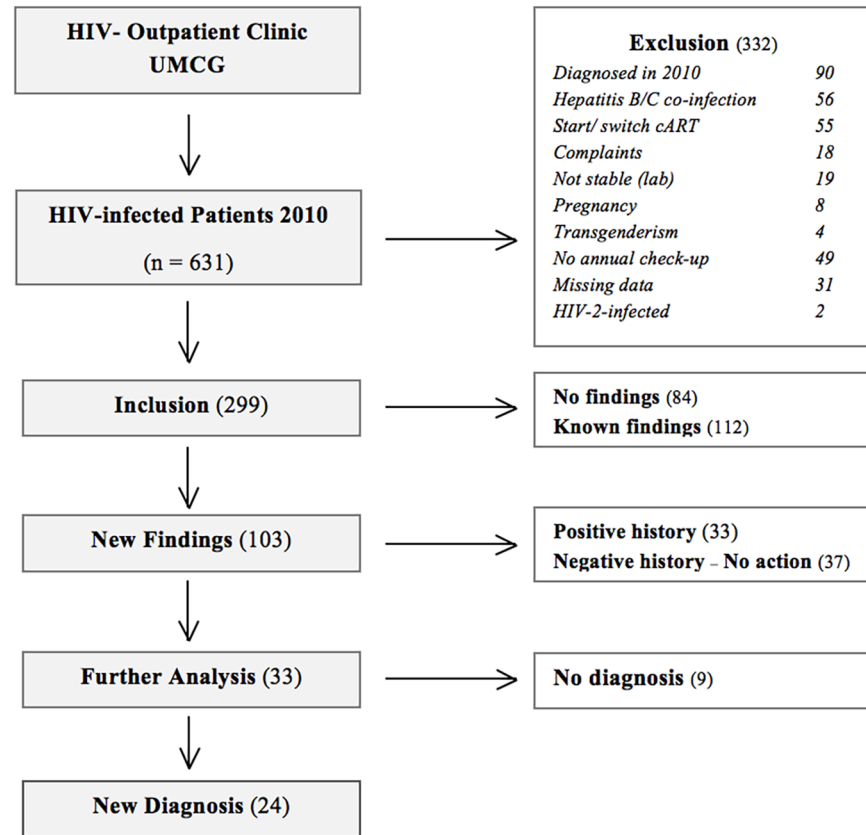 HIV- Outpatient Clinic
UMCG
Exclusion (332)
Diagnosed in 2010 90
Hepatitis B/C co-infection 56
Start/ switch cART 55
Complaints 18
Not stable (lab) 19
Pregnancy 8
Transgenderism 4
No annual check-up 49
Missing data 31
HIV-2-infected 2
HIV-infected Patients 2010
(n = 631)
Inclusion (299)
No findings (84)
Known findings (112)
New Findings (103)
Positive history (33)
Negative history – No action (37)
Further Analysis (33)
No diagnosis (9)
New Diagnosis (24)